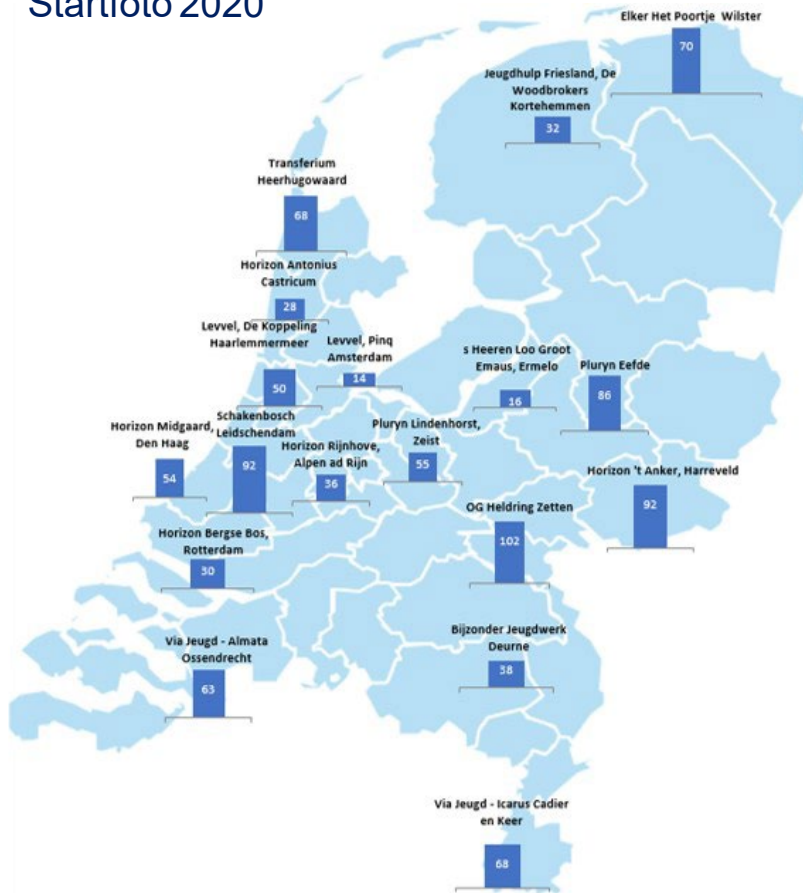 Startfoto 2020
Elker Het Poortje Wilster
70
Jeugdhulp Friesland, De
Woodbrokers
Kortehemmen
32
Transferium
Heerhugowaard
68
Horizon Antonius
Castricum
28
Levvel, De Koppeling
Haarlemmermeer
50
Levvel, Pinq
Amsterdam
14
s Heeren Loo Groot
Emaus, Ermelo
16
Pluryn Eefde
86
Horizon Midgaard,
Den Haag
54
Schakenbosch
Leidschendam
92
Horizon Rijnhove,
Alpen ad Rijn
36
Pluryn Lindenhorst,
Zeist
55
Horizon 't Anker, Harreveld
92
OG Heldring Zetten
102
Horizon Bergse Bos,
Rotterdam
30
Bijzonder Jeugdwerk
Deurne
38
Via Jeugd - Almata
Ossendrecht
63
Via Jeugd - Icarus Cadier
en Keer
68